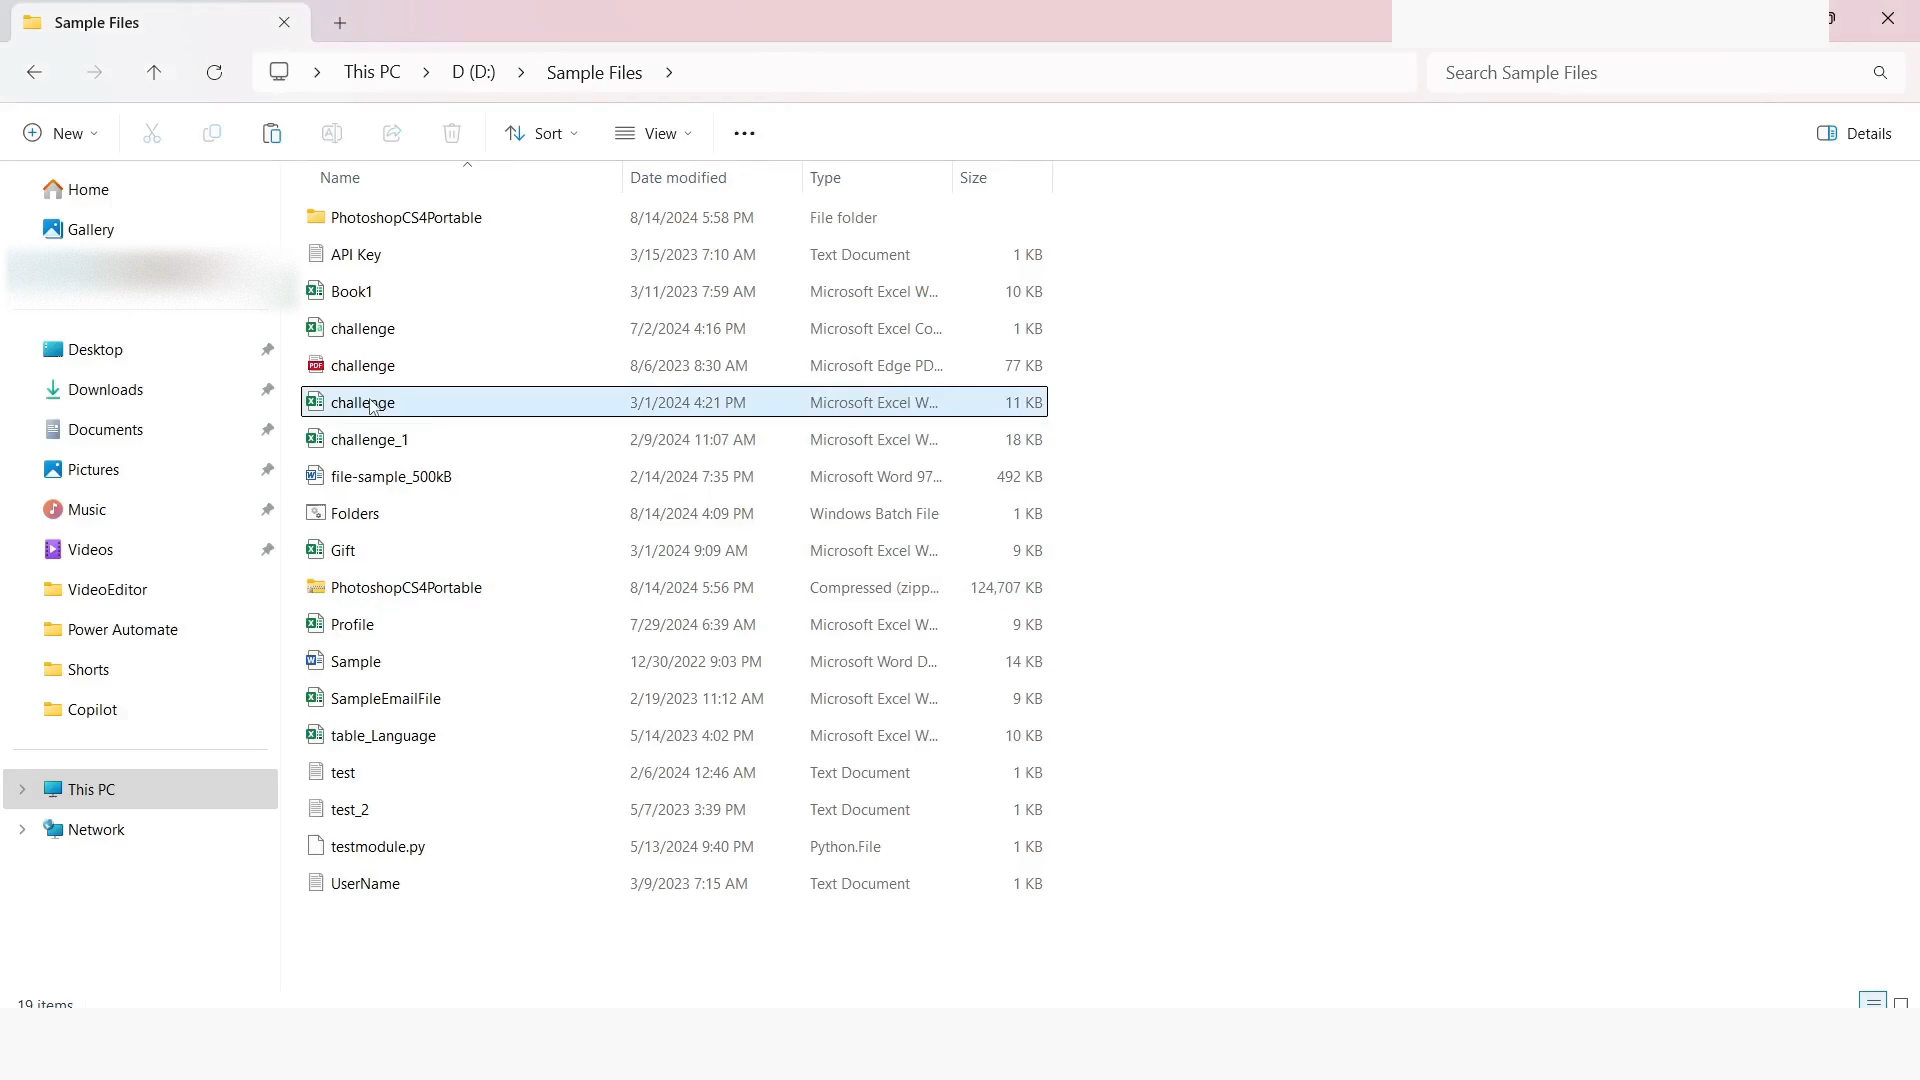 Sample Files
This PC D (D:) Sample Files
Search Sample Files
New Sort View Details
Home
Gallery
Desktop
Downloads
Documents
Pictures
Music
Videos
VideoEditor
Power Automate
Shorts
Copilot
This PC
Network
Name Date modified Type Size
PhotoshopCS4Portable 8/14/2024 5:58 PM File folder
API Key 3/15/2023 7:10 AM Text Document 1 KB
Book1 3/11/2023 7:59 AM Microsoft Excel W... 10 KB
challenge 7/2/2024 4:16 PM Microsoft Excel Co... 1 KB
PDF challenge 8/6/2023 8:30 AM Microsoft Edge PD... 77 KB
challenge 3/1/2024 4:21 PM Microsoft Excel W... 11 KB
challenge_1 2/9/2024 11:07 AM Microsoft Excel W... 18 KB
file-sample_500kB 2/14/2024 7:35 PM Microsoft Word 97... 492 KB
Folders 8/14/2024 4:09 PM Windows Batch File 1 KB
Gift 3/1/2024 9:09 AM Microsoft Excel W... 9 KB
PhotoshopCS4Portable 8/14/2024 5:56 PM Compressed (zipp... 124,707 KB
Profile 7/29/2024 6:39 AM Microsoft Excel W... 9 KB
Sample 12/30/2022 9:03 PM Microsoft Word D... 14 KB
SampleEmailFile 2/19/2023 11:12 AM Microsoft Excel W... 9 KB
table_Language 5/14/2023 4:02 PM Microsoft Excel W... 10 KB
test 2/6/2024 12:46 AM Text Document 1 KB
test_2 5/7/2023 3:39 PM Text Document 1 KB
testmodule.py 5/13/2024 9:40 PM Python.File 1 KB
UserName 3/9/2023 7:15 AM Text Document 1 KB
19 items